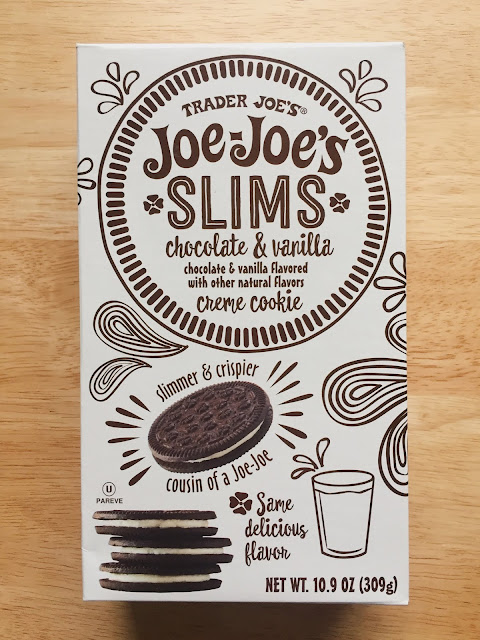 TRADER JOE'S®
JOE-JOE'S
SLIMS
chocolate & vanilla
chocolate & vanilla flavored
with other natural flavors
creme cookie
slimmer & crispier
cousin of a Joe-Joe
U
PAREVE
Same
delicious
flavor
NET WT. 10.9 OZ (309g)